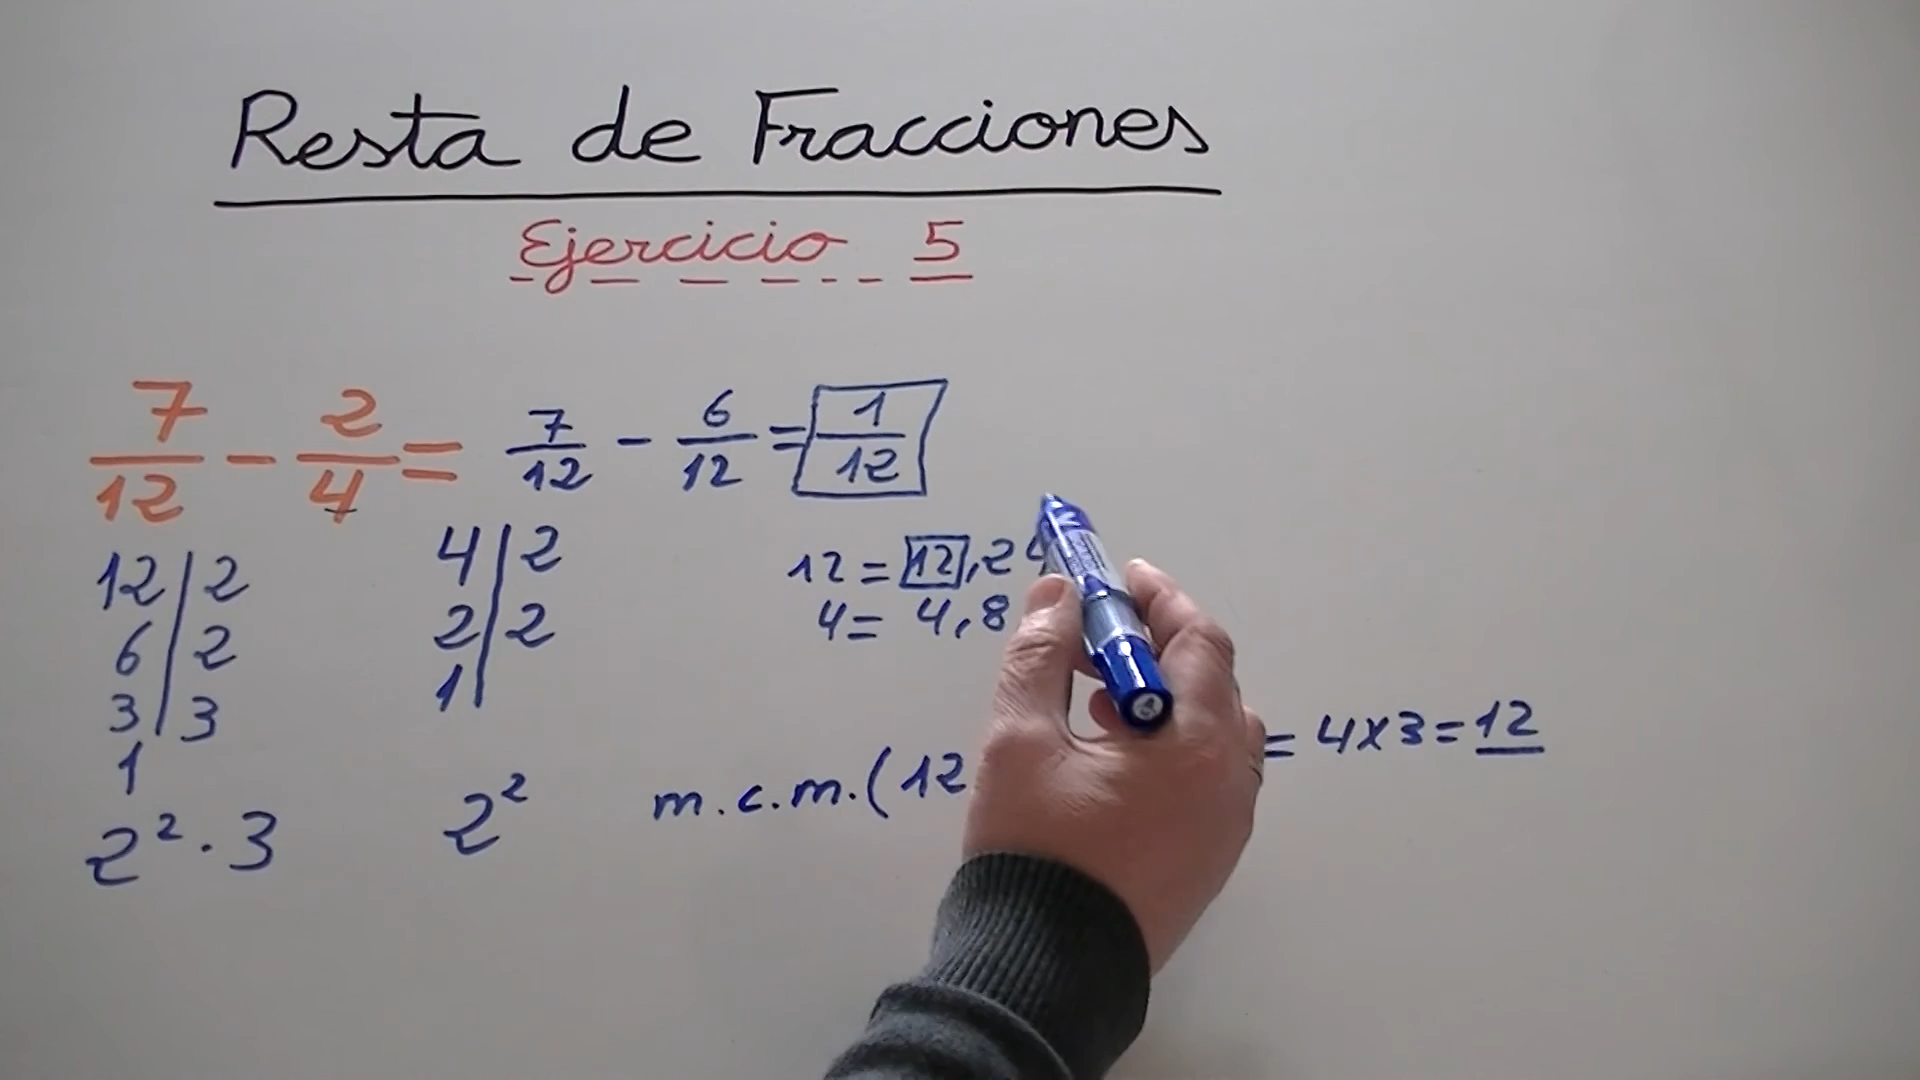 Resta de Fracciones
Ejercicio 5
7/12 - 2/4 = 7/12 - 6/12 = 1/12
12 | 2
6 | 2
3 | 3
1
2² · 3
4 | 2
2 | 2
1
2²
12 = 12, 24
4 = 4, 8
m.c.m. (12 = 4x3 = 12